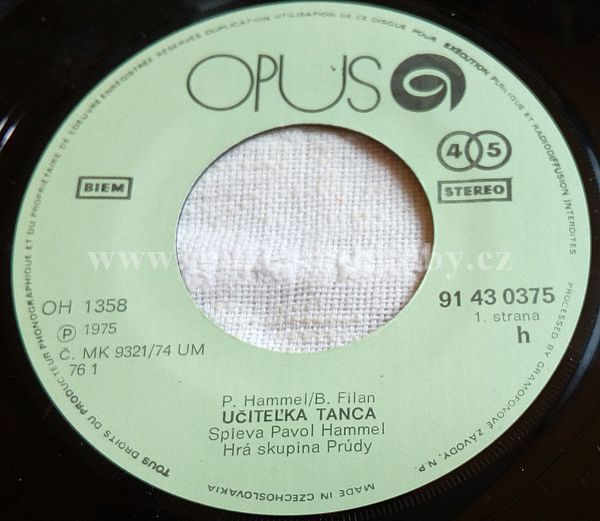 TOUS DROITS DU PRODUCTEUR PHONOGRAPHIQUE ET DU PROPRIÉTAIRE DE L'OEUVRE ENREGISTRÉE RÉSERVÉS DUPLICATION UTILISATION DE CE DISQUE POUR EXÉCUTION PUBLIQUE ET RADIODIFFUSION INTERDITES
OPUS
45
BIEM
STEREO
OH 1358
91 43 0375
P 1975
1. strana
h
Č. MK 9321/74 UM
76 1
P. Hammel/B. Filan
UČITEĽKA TANCA
Spieva Pavol Hammel
Hrá skupina Prúdy
MADE IN CZECHOSLOVAKIA
PROCESSED BY GRAMOFONOVÉ ZÁVODY, N. P.